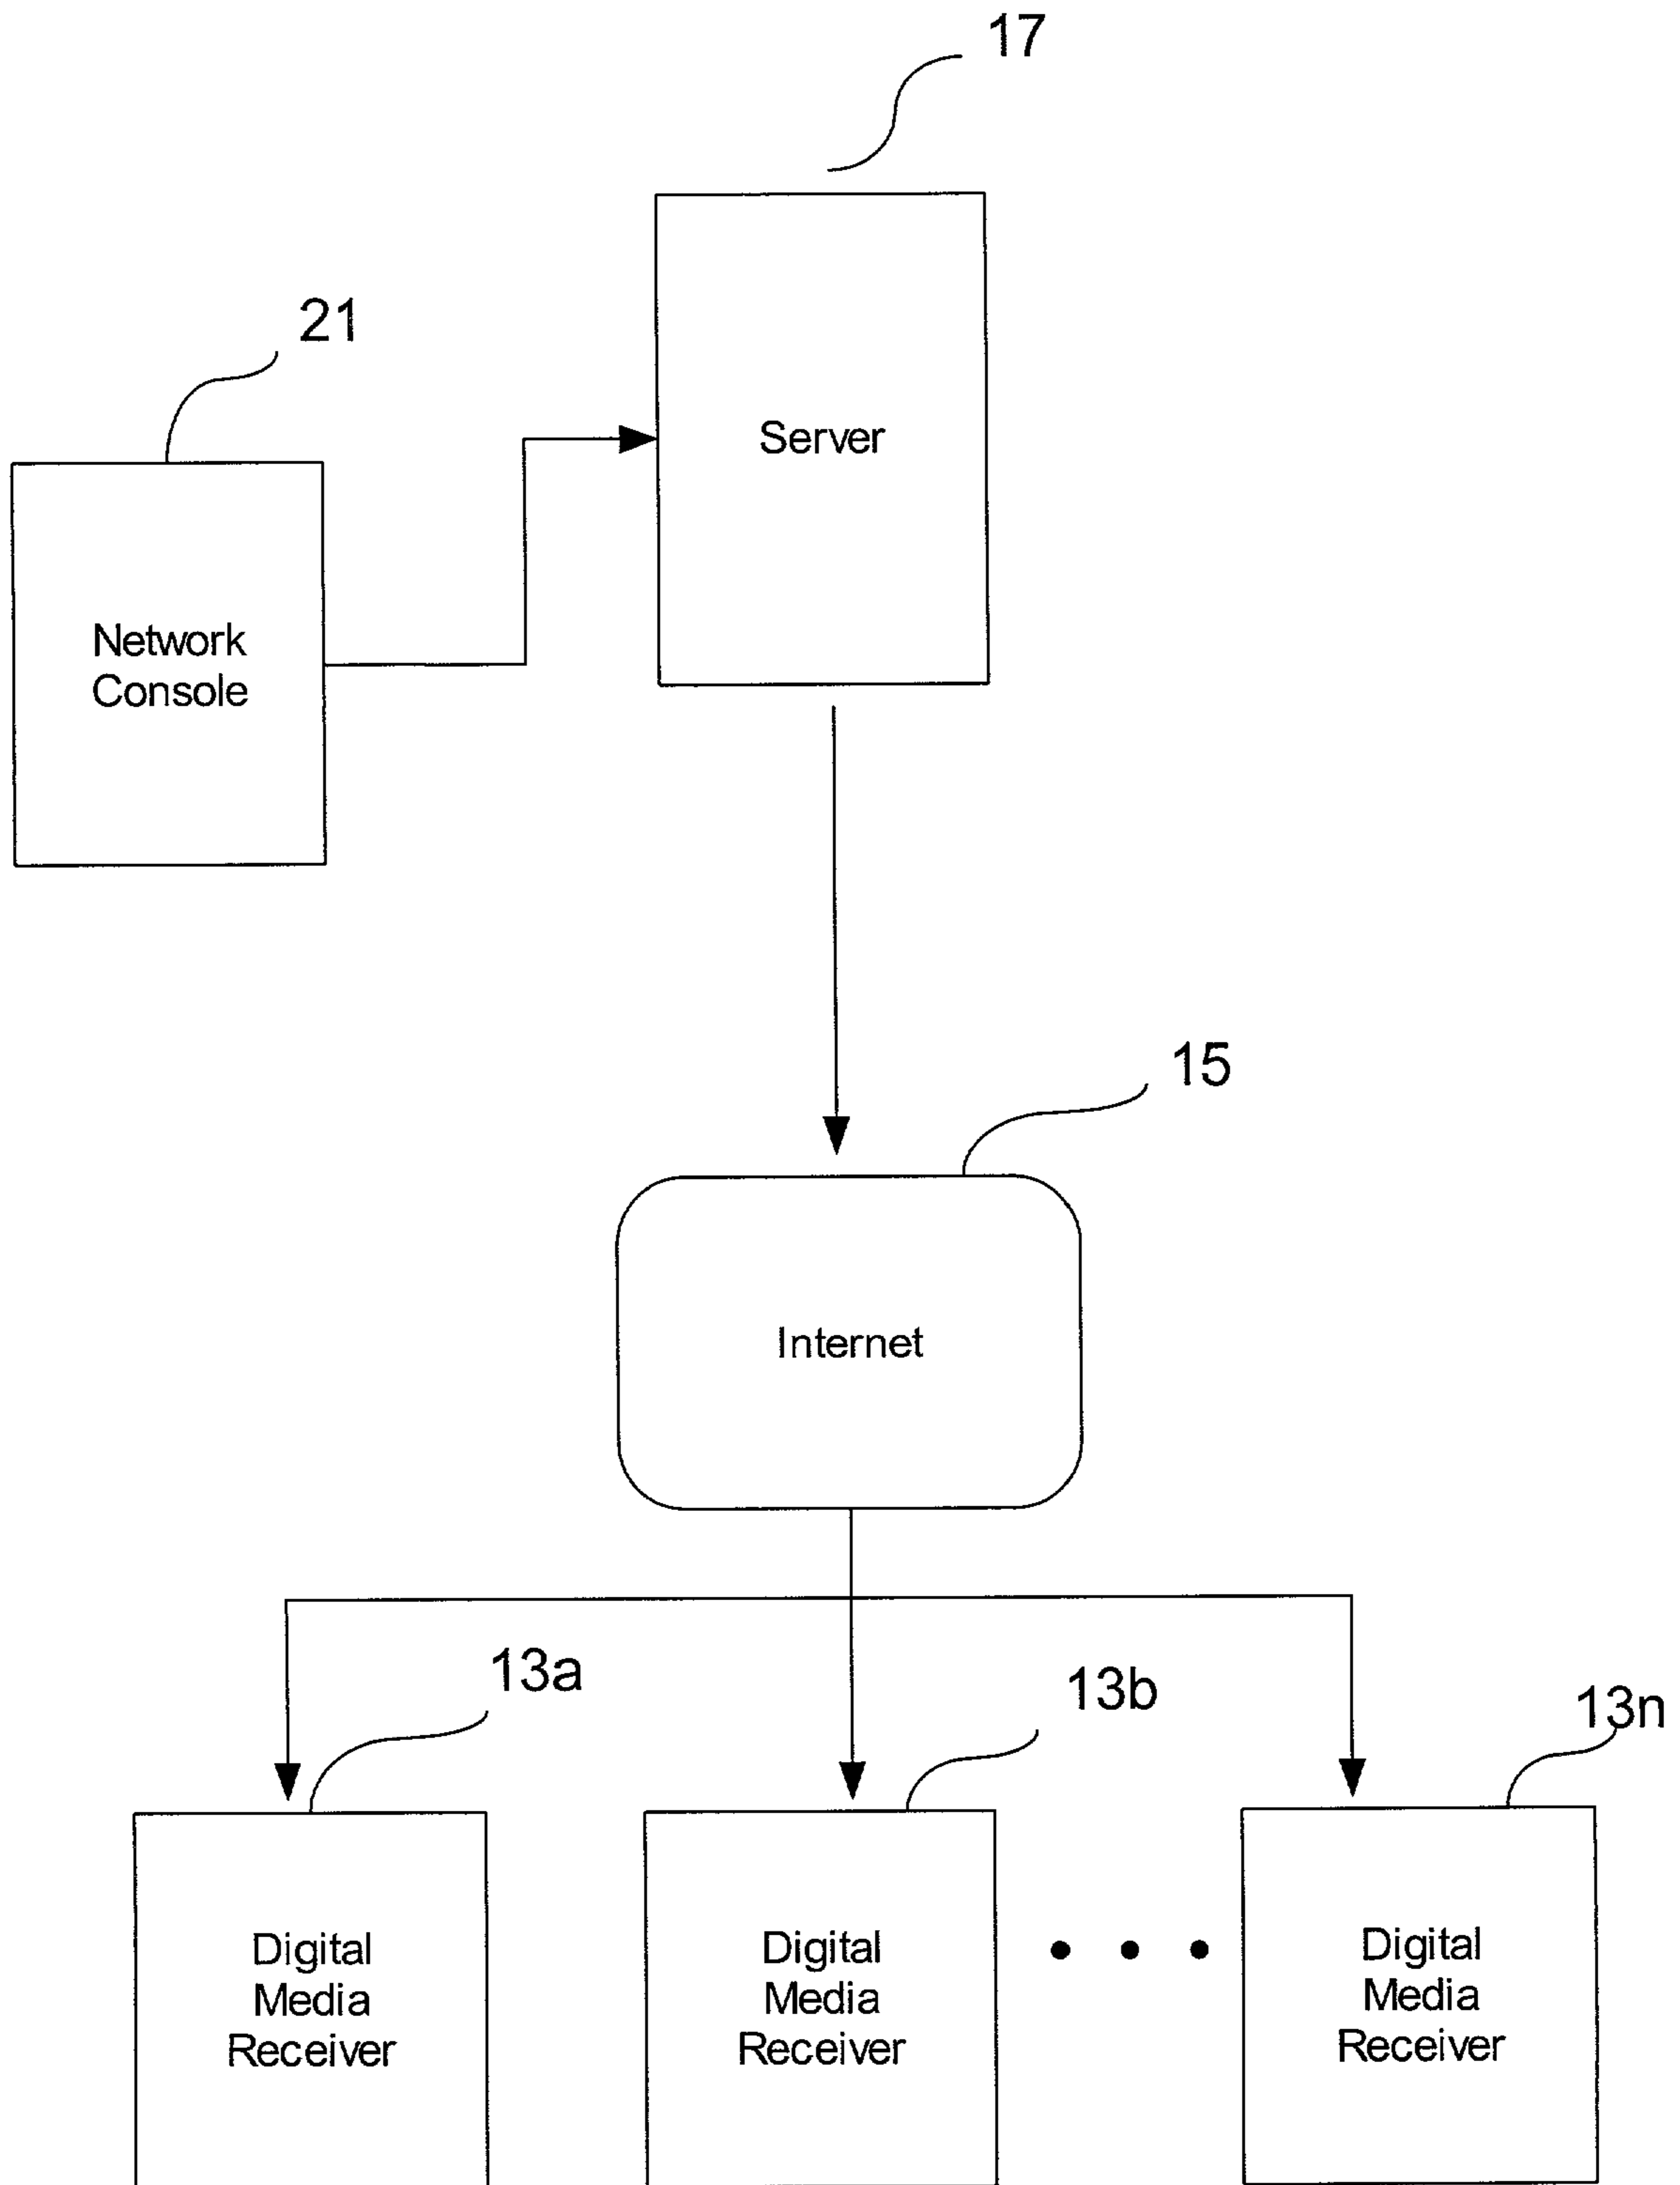 17
21
Server
Network
Console
15
Internet
13a
13b
13n
Digital
Media
Receiver
Digital
Media
Receiver
Digital
Media
Receiver